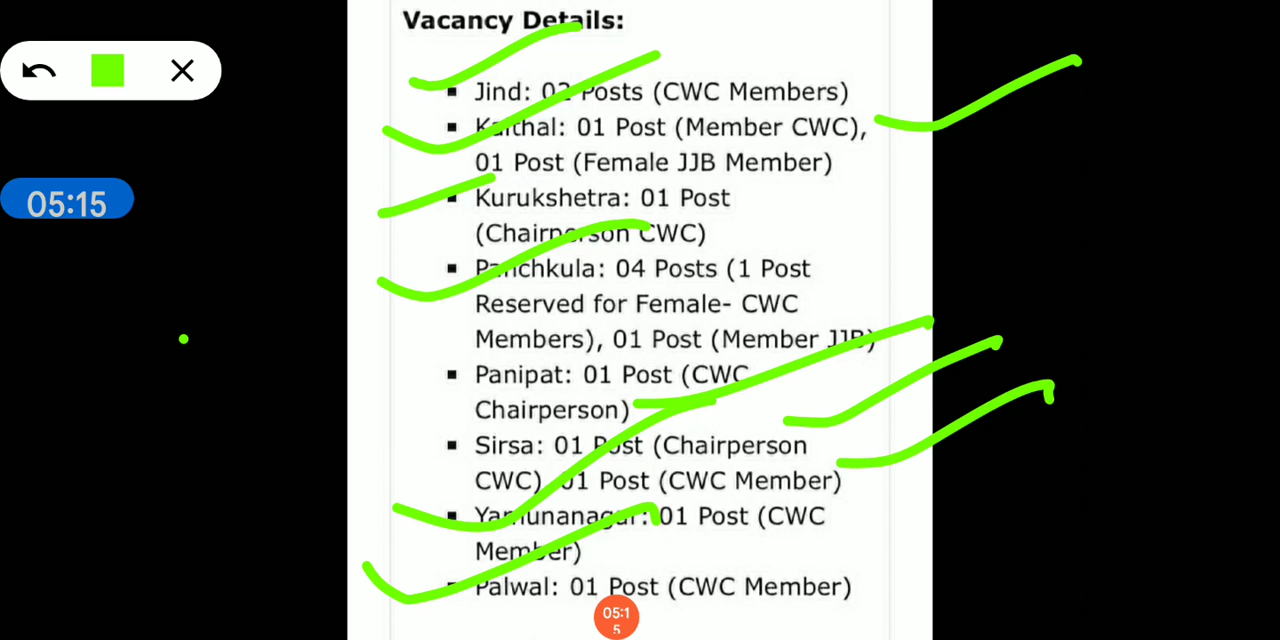 Vacancy Details:
05:15
▪ Jind: 02 Posts (CWC Members)
▪ Kaithal: 01 Post (Member CWC),
01 Post (Female JJB Member)
▪ Kurukshetra: 01 Post
(Chairperson CWC)
▪ Panchkula: 04 Posts (1 Post
Reserved for Female- CWC
Members), 01 Post (Member JJB)
▪ Panipat: 01 Post (CWC
Chairperson)
▪ Sirsa: 01 Post (Chairperson
CWC), 01 Post (CWC Member)
▪ Yamunanagar: 01 Post (CWC
Member)
▪ Palwal: 01 Post (CWC Member)
05:1
5